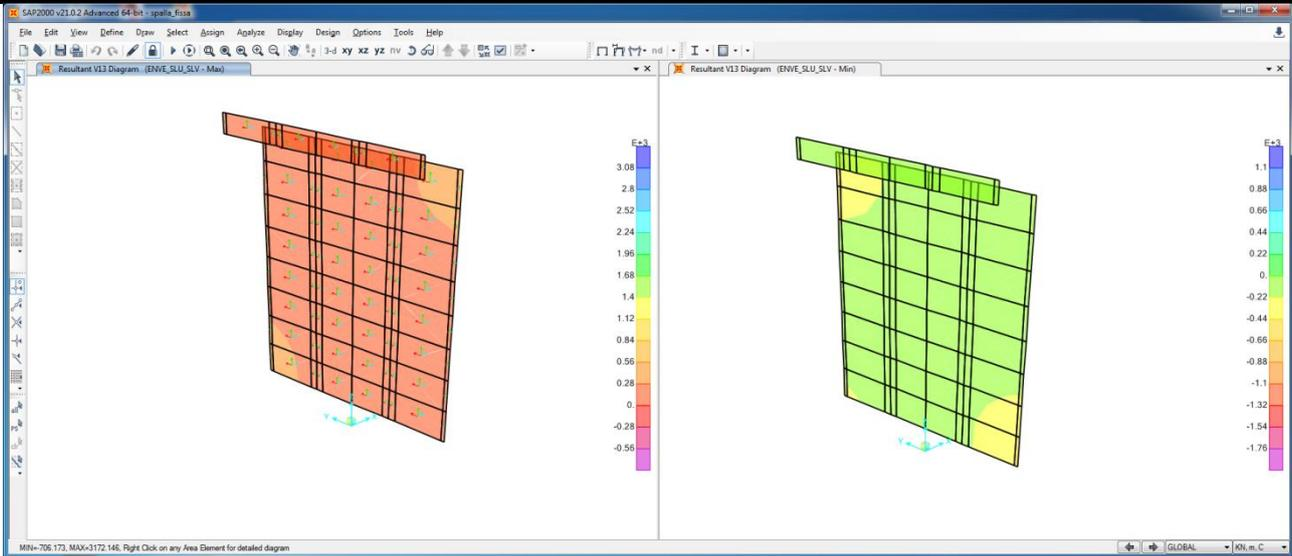 SAP2000 v21.0.2 Advanced 64-bit - spalla_fissa
File Edit View Define Draw Select Assign Analyze Display Design Options Tools Help
3-d xy xz yz nv nd
Resultant V13 Diagram (ENVE_SLU_SLV - Max)
Resultant V13 Diagram (ENVE_SLU_SLV - Min)
E+3
3.08
2.8
2.52
2.24
1.96
1.68
1.4
1.12
0.84
0.56
0.28
0.
-0.28
-0.56
E+3
1.1
0.88
0.66
0.44
0.22
0.
-0.22
-0.44
-0.66
-0.88
-1.1
-1.32
-1.54
-1.76
MIN=-706.173, MAX=3172.146, Right Click on any Area Element for detailed diagram
GLOBAL
KN, m, C